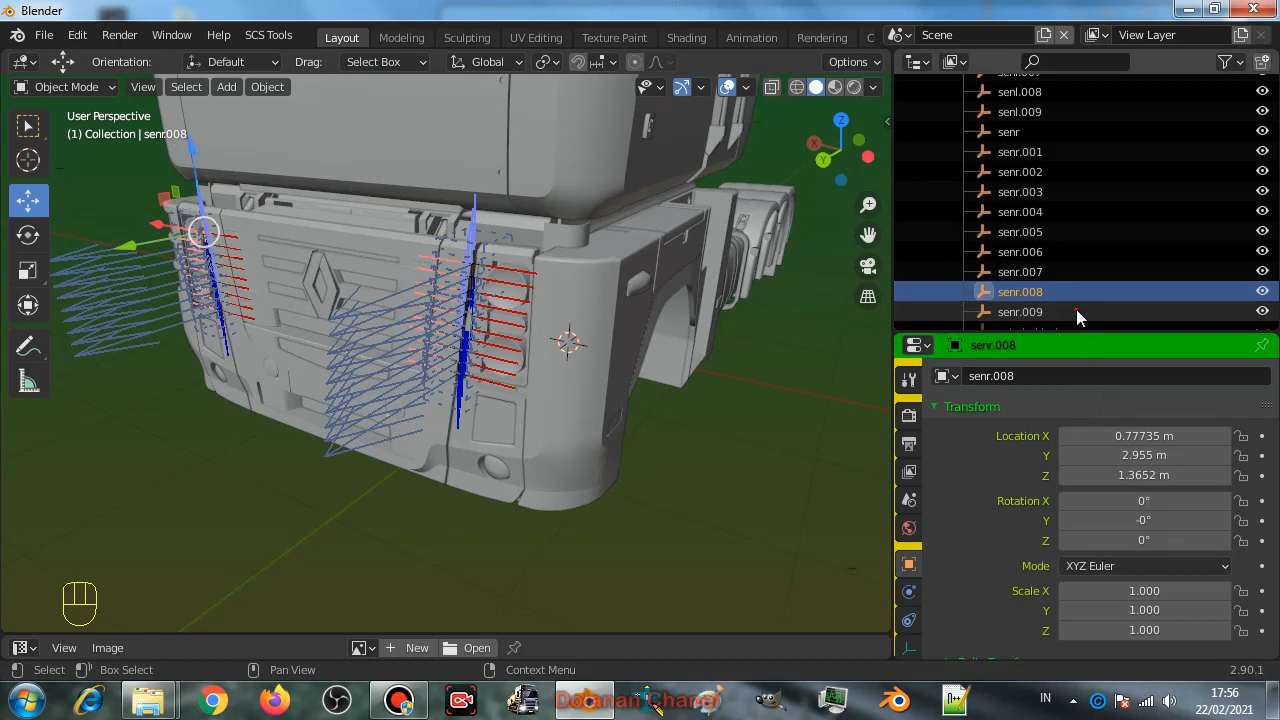 Blender
File Edit Render Window Help SCS Tools Layout Modeling Sculpting UV Editing Texture Paint Shading Animation Rendering C Scene View Layer
Orientation: Default Drag: Select Box Global Options
Object Mode View Select Add Object
User Perspective
(1) Collection | senr.008
Z
X
Y
senl.008
senl.009
senr
senr.001
senr.002
senr.003
senr.004
senr.005
senr.006
senr.007
senr.008
senr.009
senr.008
senr.008
Transform
Location X 0.77735 m
Y 2.955 m
Z 1.3652 m
Rotation X 0°
Y -0°
Z 0°
Mode XYZ Euler
Scale X 1.000
Y 1.000
Z 1.000
View Image New Open
Select Box Select Pan View Context Menu 2.90.1
Dolanan Chanal
IN 17:56
22/02/2021